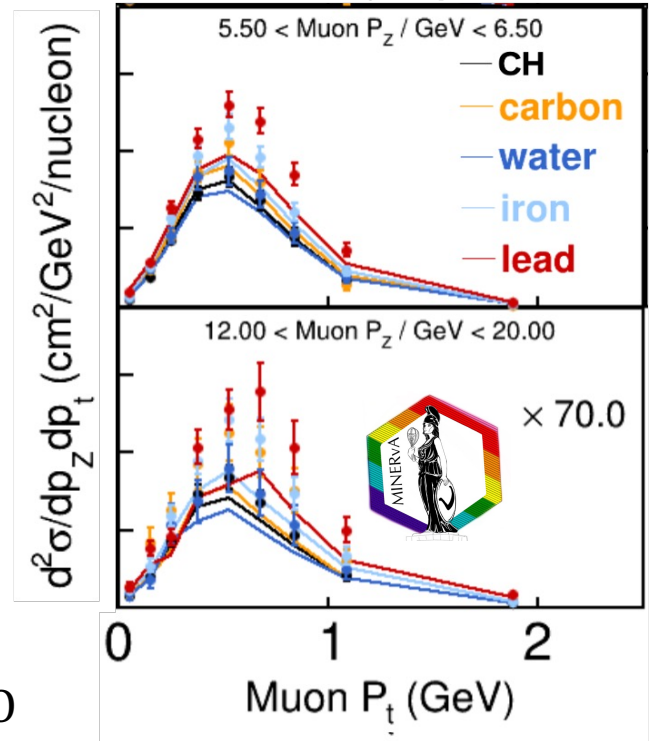 5.50 < Muon P_z / GeV < 6.50
CH
carbon
water
iron
lead
d²σ/dp_Z dp_t (cm²/GeV²/nucleon)
12.00 < Muon P_z / GeV < 20.00
× 70.0
MINERνA
0 1 2
Muon P_t (GeV)